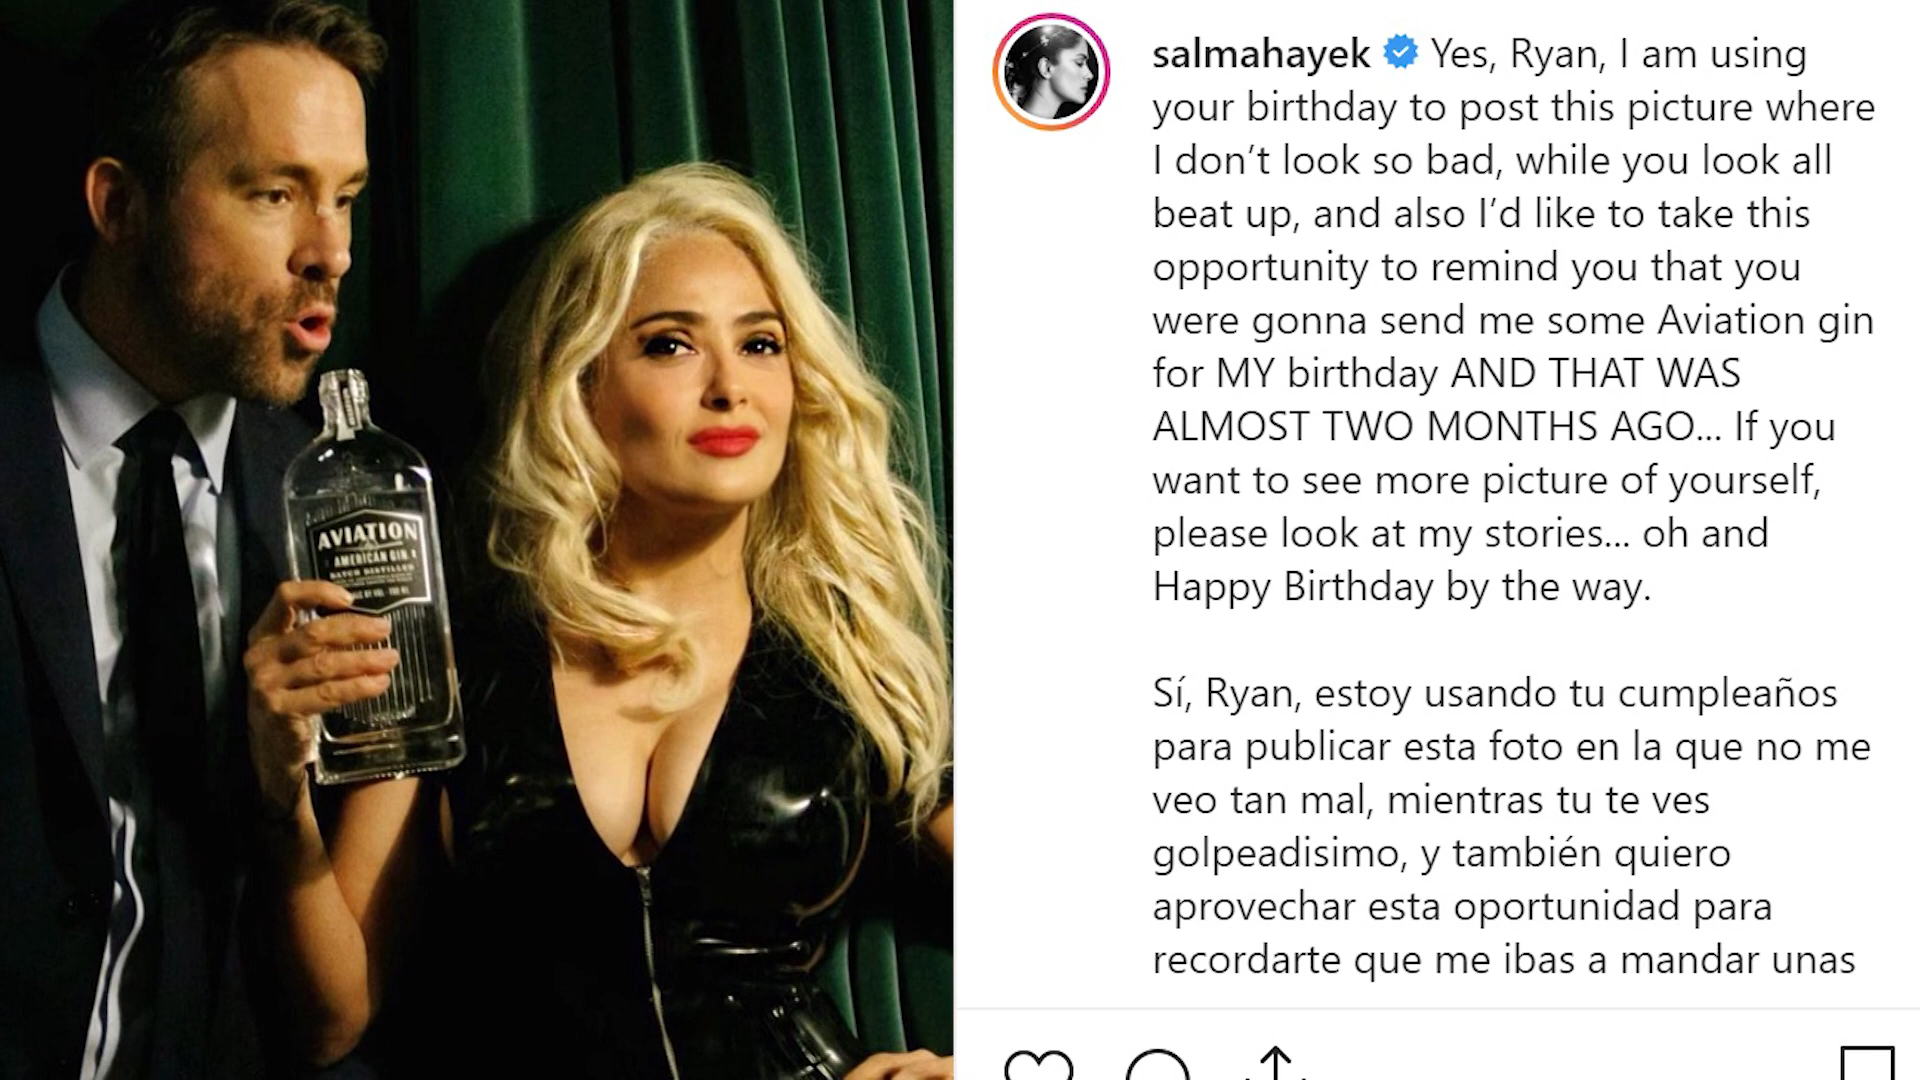 AVIATION
AMERICAN GIN
BATCH DISTILLED
salmahayek Yes, Ryan, I am using
your birthday to post this picture where
I don’t look so bad, while you look all
beat up, and also I’d like to take this
opportunity to remind you that you
were gonna send me some Aviation gin
for MY birthday AND THAT WAS
ALMOST TWO MONTHS AGO... If you
want to see more picture of yourself,
please look at my stories... oh and
Happy Birthday by the way.
Sí, Ryan, estoy usando tu cumpleaños
para publicar esta foto en la que no me
veo tan mal, mientras tu te ves
golpeadisimo, y también quiero
aprovechar esta oportunidad para
recordarte que me ibas a mandar unas